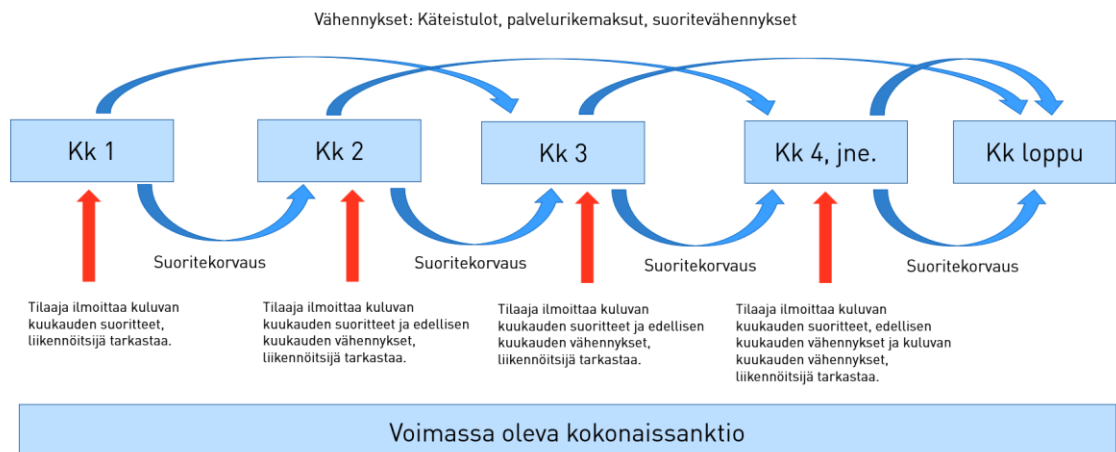 Vähennykset: Käteistulot, palvelurikemaksut, suoritevähennykset
Kk 1
Kk 2
Kk 3
Kk 4, jne.
Kk loppu
Suoritekorvaus
Suoritekorvaus
Suoritekorvaus
Suoritekorvaus
Tilaaja ilmoittaa kuluvan
kuukauden suoritteet,
liikennöitsijä tarkastaa.
Tilaaja ilmoittaa kuluvan
kuukauden suoritteet ja edellisen
kuukauden vähennykset,
liikennöitsijä tarkastaa.
Tilaaja ilmoittaa kuluvan
kuukauden suoritteet ja edellisen
kuukauden vähennykset,
liikennöitsijä tarkastaa.
Tilaaja ilmoittaa kuluvan
kuukauden suoritteet, edellisen
kuukauden vähennykset ja kuluvan
kuukauden vähennykset,
liikennöitsijä tarkastaa.
Voimassa oleva kokonaissanktio